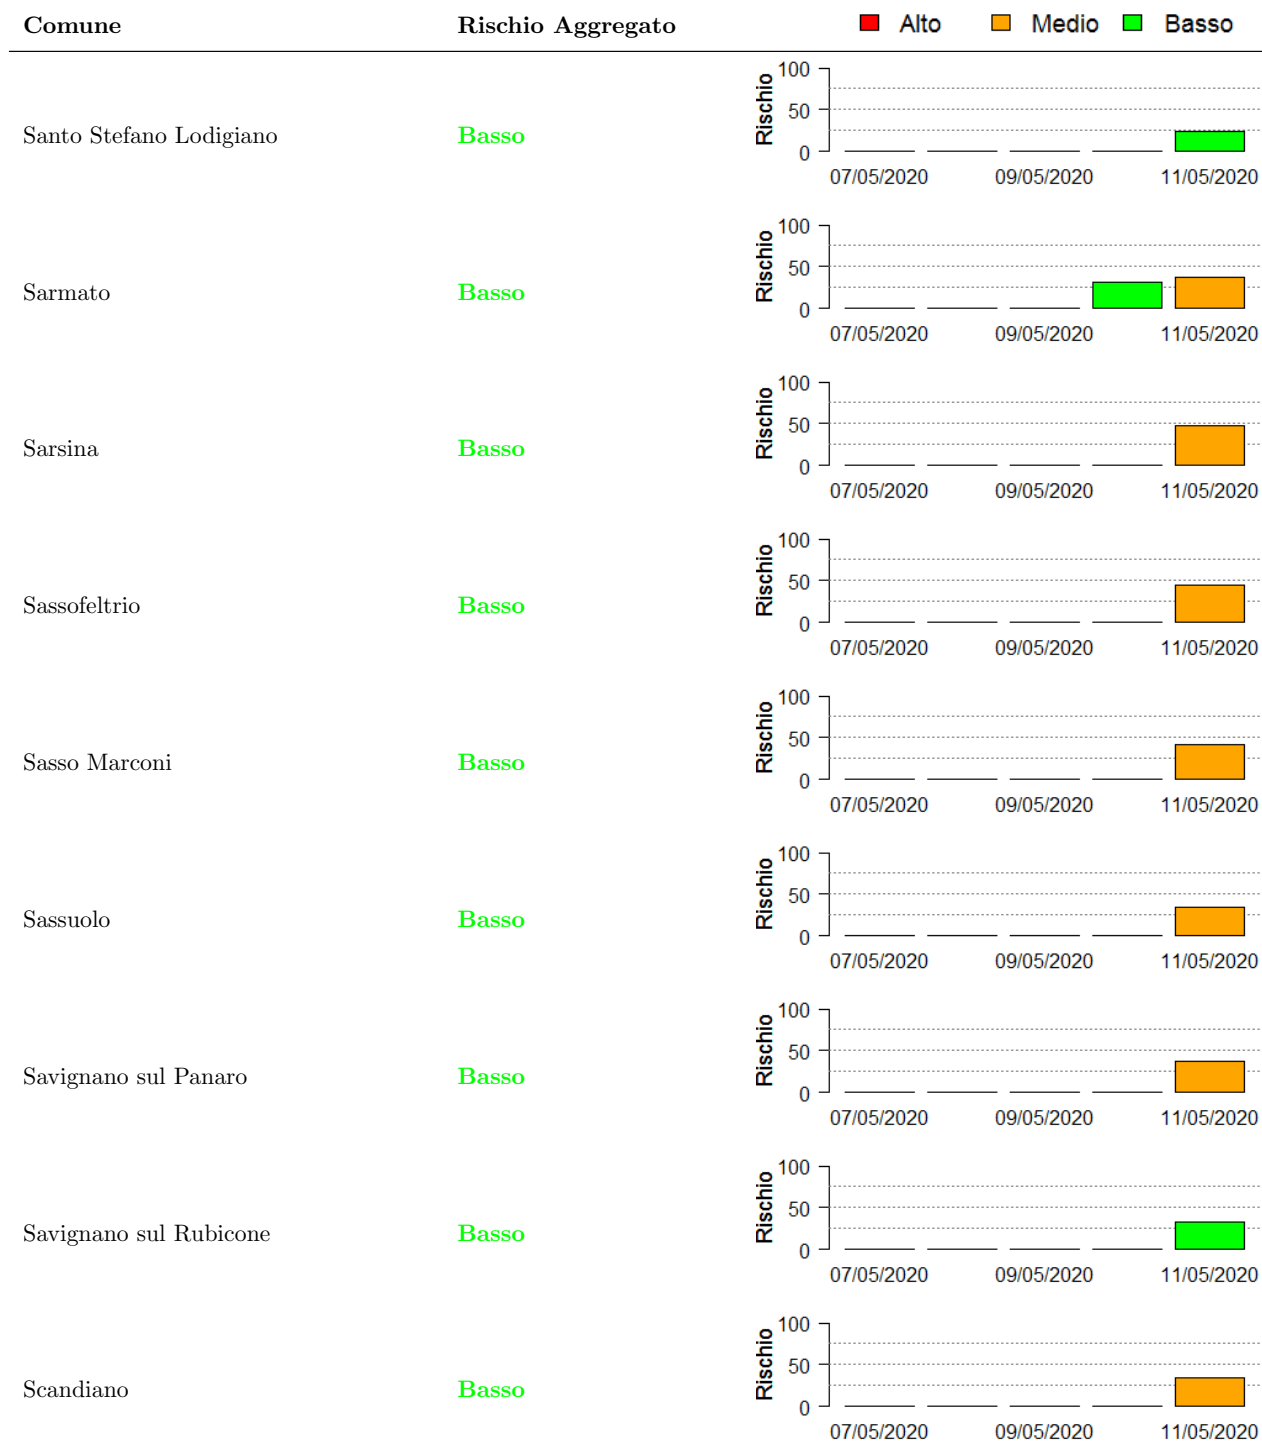 Comune Rischio Aggregato Alto Medio Basso
Santo Stefano Lodigiano Basso
Rischio
100
50
0
07/05/2020 09/05/2020 11/05/2020
Sarmato Basso
Rischio
100
50
0
07/05/2020 09/05/2020 11/05/2020
Sarsina Basso
Rischio
100
50
0
07/05/2020 09/05/2020 11/05/2020
Sassofeltrio Basso
Rischio
100
50
0
07/05/2020 09/05/2020 11/05/2020
Sasso Marconi Basso
Rischio
100
50
0
07/05/2020 09/05/2020 11/05/2020
Sassuolo Basso
Rischio
100
50
0
07/05/2020 09/05/2020 11/05/2020
Savignano sul Panaro Basso
Rischio
100
50
0
07/05/2020 09/05/2020 11/05/2020
Savignano sul Rubicone Basso
Rischio
100
50
0
07/05/2020 09/05/2020 11/05/2020
Scandiano Basso
Rischio
100
50
0
07/05/2020 09/05/2020 11/05/2020